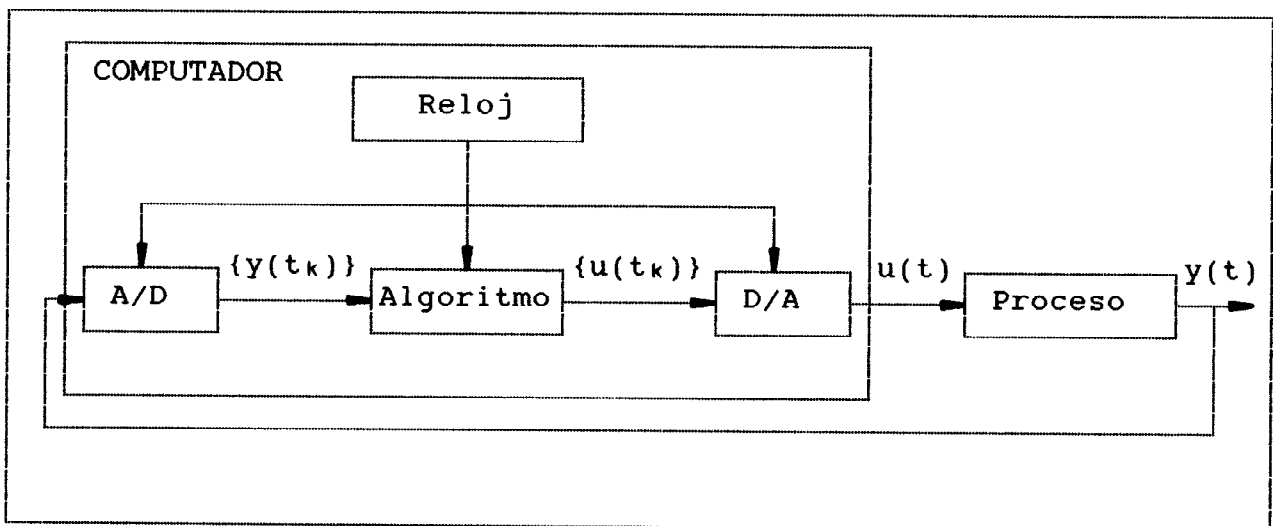 COMPUTADOR
Reloj
A/D
{y(tₖ)}
Algoritmo
{u(tₖ)}
D/A
u(t)
Proceso
y(t)